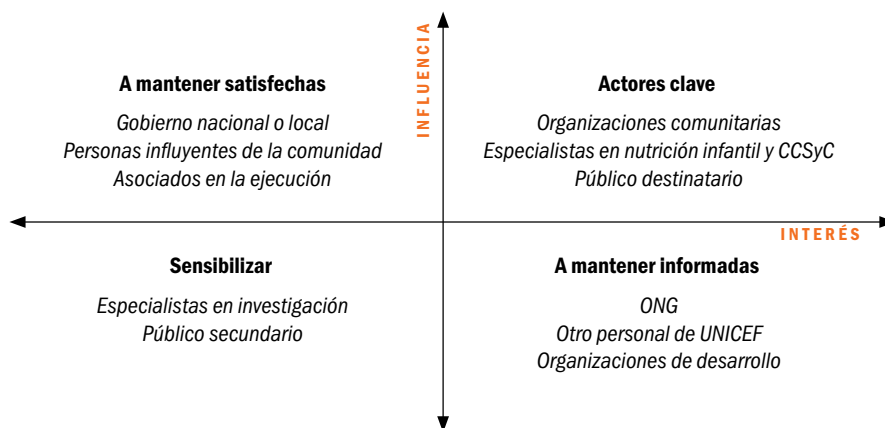 INFLUENCIA
A mantener satisfechas
Gobierno nacional o local
Personas influyentes de la comunidad
Asociados en la ejecución
Actores clave
Organizaciones comunitarias
Especialistas en nutrición infantil y CCSyC
Público destinatario
INTERÉS
Sensibilizar
Especialistas en investigación
Público secundario
A mantener informadas
ONG
Otro personal de UNICEF
Organizaciones de desarrollo